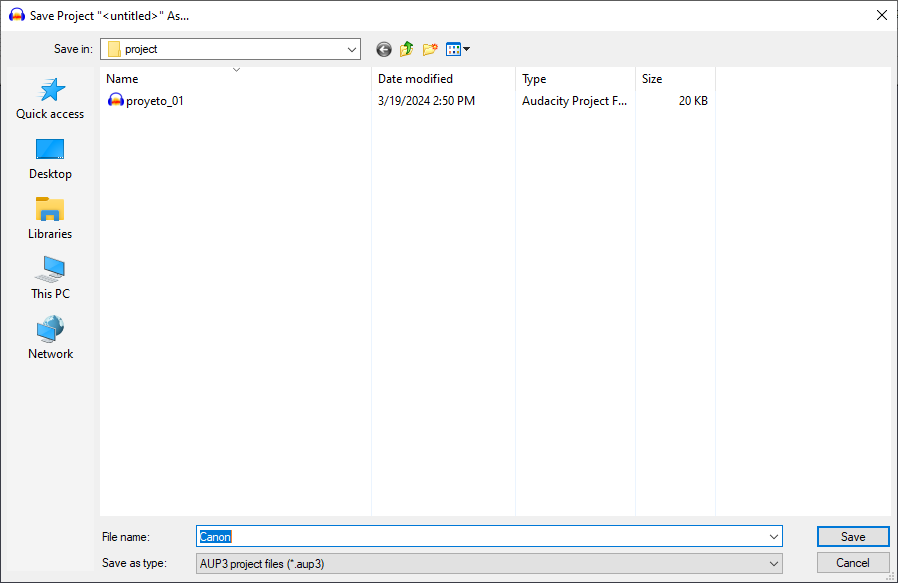 Save Project "<untitled>" As...
Save in: project
Name Date modified Type Size
proyeto_01 3/19/2024 2:50 PM Audacity Project F... 20 KB
Quick access
Desktop
Libraries
This PC
Network
File name: Canon Save
Save as type: AUP3 project files (*.aup3) Cancel